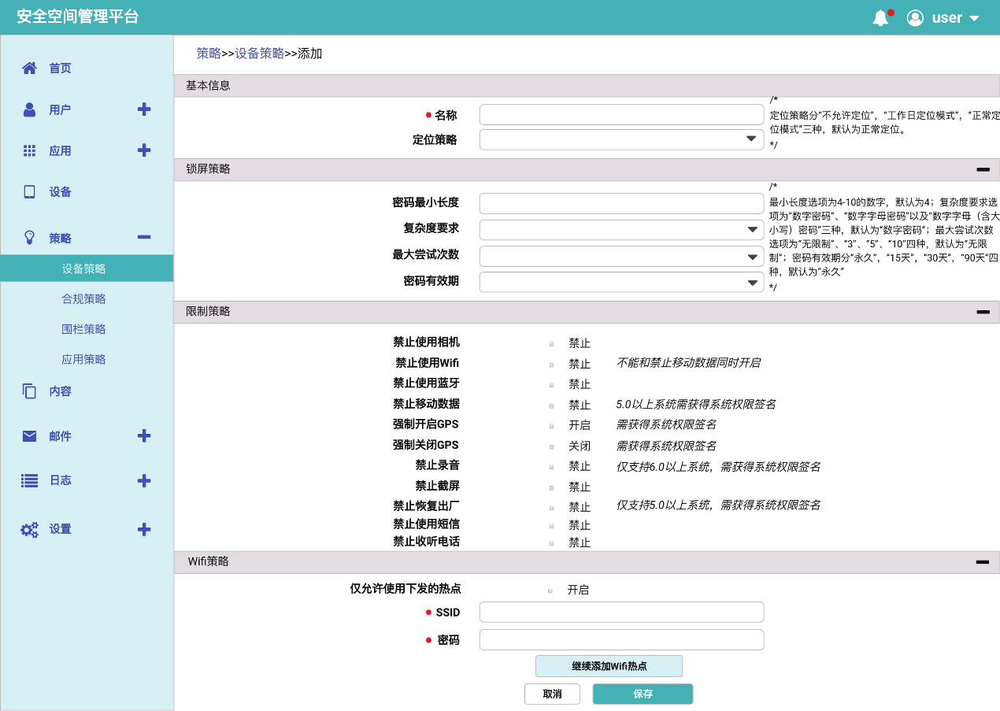 安全空间管理平台
user
首页
用户
应用
设备
策略
设备策略
合规策略
围栏策略
应用策略
内容
邮件
日志
设置
策略>>设备策略>>添加
基本信息
名称
定位策略
/*
定位策略分“不允许定位”，“工作日定位模式”，“正常定
位模式”三种，默认为正常定位。
*/
锁屏策略
密码最小长度
复杂度要求
最大尝试次数
密码有效期
/*
最小长度选项为4-10的数字，默认为4；复杂度要求选
项为“数字密码”、“数字字母密码”以及“数字字母（含大
小写）密码”三种，默认为“数字密码”；最大尝试次数
选项为“无限制”、“3”、“5”、“10”四种，默认为“无限
制”；密码有效期分“永久”，“15天”，“30天”，“90天”四
种，默认为“永久”
*/
限制策略
禁止使用相机 禁止
禁止使用Wifi 禁止 不能和禁止移动数据同时开启
禁止使用蓝牙 禁止
禁止移动数据 禁止 5.0以上系统需获得系统权限签名
强制开启GPS 开启 需获得系统权限签名
强制关闭GPS 关闭 需获得系统权限签名
禁止录音 禁止 仅支持6.0以上系统，需获得系统权限签名
禁止截屏 禁止
禁止恢复出厂 禁止 仅支持5.0以上系统，需获得系统权限签名
禁止使用短信 禁止
禁止收听电话 禁止
Wifi策略
仅允许使用下发的热点 开启
SSID
密码
继续添加Wifi热点
取消 保存